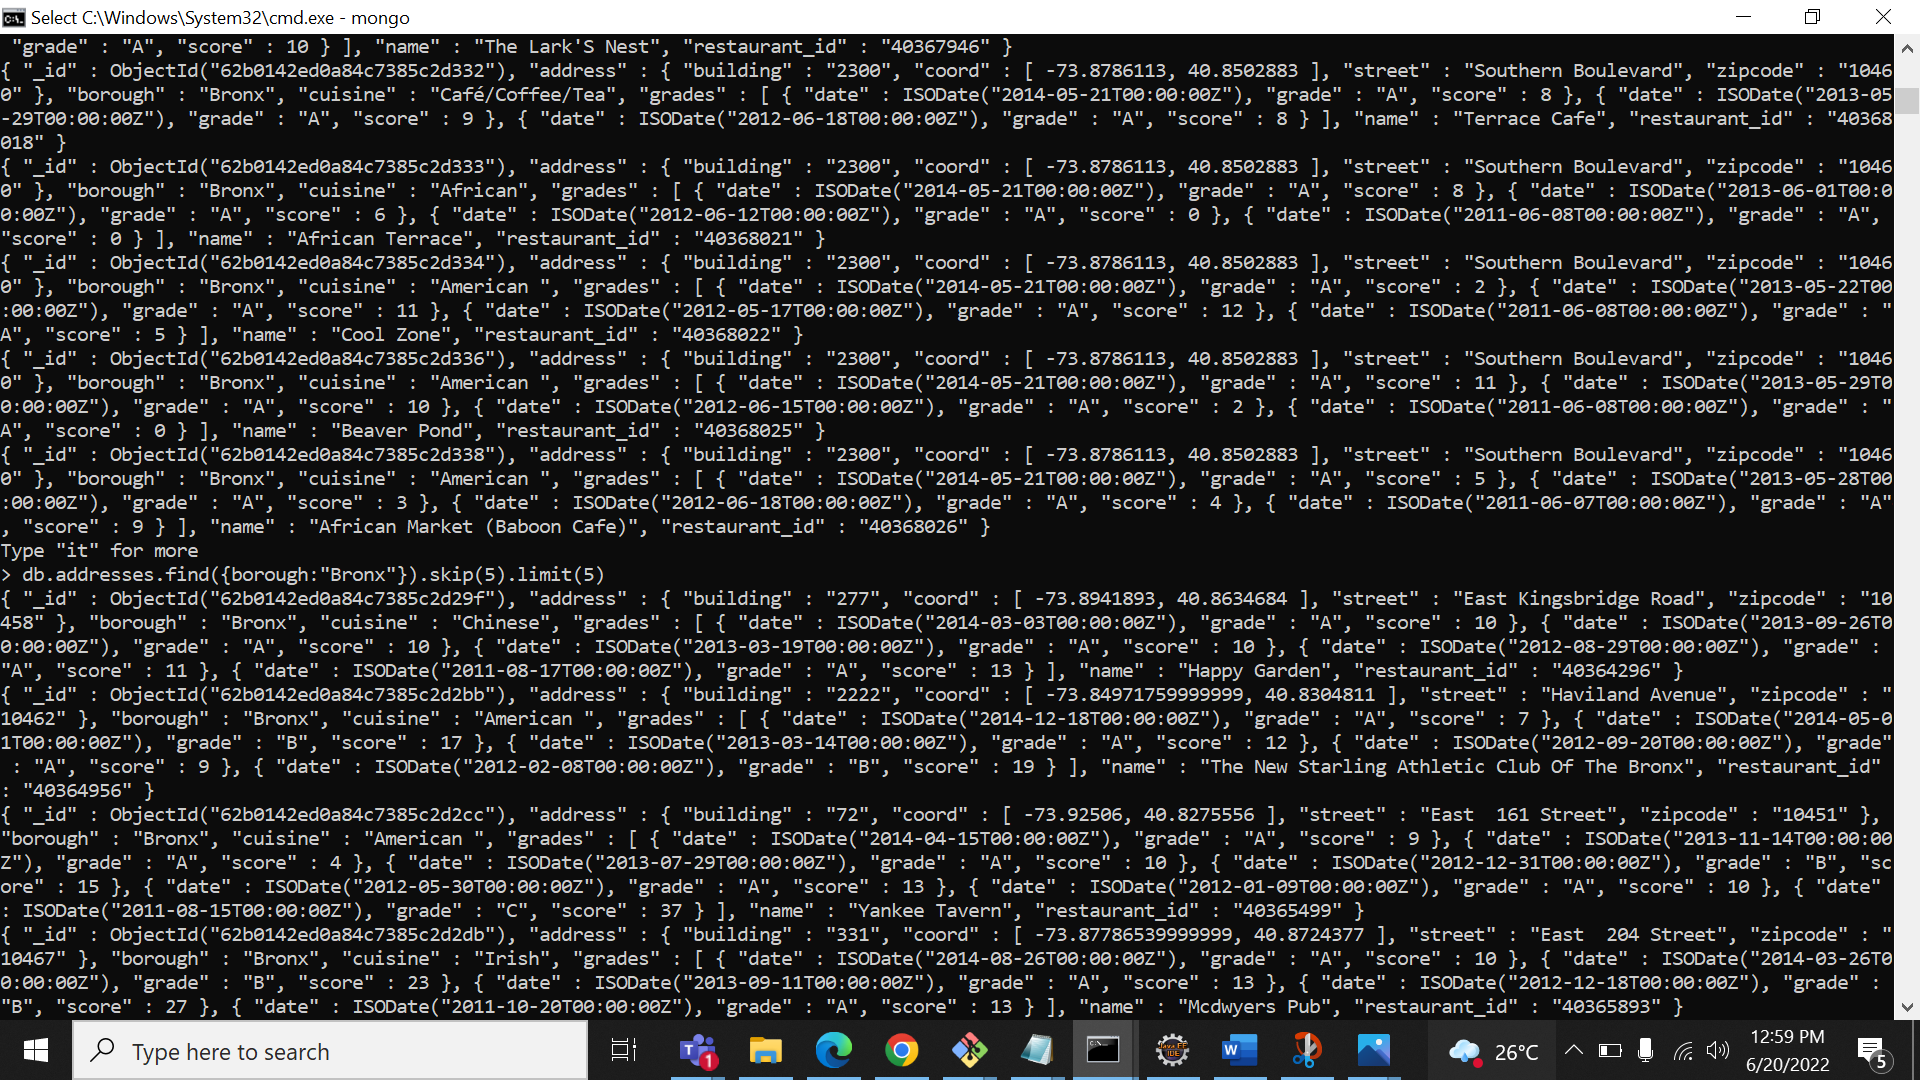 Select C:\Windows\System32\cmd.exe - mongo
"grade" : "A", "score" : 10 } ], "name" : "The Lark'S Nest", "restaurant_id" : "40367946" }
{ "_id" : ObjectId("62b0142ed0a84c7385c2d332"), "address" : { "building" : "2300", "coord" : [ -73.8786113, 40.8502883 ], "street" : "Southern Boulevard", "zipcode" : "1046
0" }, "borough" : "Bronx", "cuisine" : "Café/Coffee/Tea", "grades" : [ { "date" : ISODate("2014-05-21T00:00:00Z"), "grade" : "A", "score" : 8 }, { "date" : ISODate("2013-05
-29T00:00:00Z"), "grade" : "A", "score" : 9 }, { "date" : ISODate("2012-06-18T00:00:00Z"), "grade" : "A", "score" : 8 } ], "name" : "Terrace Cafe", "restaurant_id" : "40368
018" }
{ "_id" : ObjectId("62b0142ed0a84c7385c2d333"), "address" : { "building" : "2300", "coord" : [ -73.8786113, 40.8502883 ], "street" : "Southern Boulevard", "zipcode" : "1046
0" }, "borough" : "Bronx", "cuisine" : "African", "grades" : [ { "date" : ISODate("2014-05-21T00:00:00Z"), "grade" : "A", "score" : 8 }, { "date" : ISODate("2013-06-01T00:0
0:00Z"), "grade" : "A", "score" : 6 }, { "date" : ISODate("2012-06-12T00:00:00Z"), "grade" : "A", "score" : 0 }, { "date" : ISODate("2011-06-08T00:00:00Z"), "grade" : "A",
"score" : 0 } ], "name" : "African Terrace", "restaurant_id" : "40368021" }
{ "_id" : ObjectId("62b0142ed0a84c7385c2d334"), "address" : { "building" : "2300", "coord" : [ -73.8786113, 40.8502883 ], "street" : "Southern Boulevard", "zipcode" : "1046
0" }, "borough" : "Bronx", "cuisine" : "American ", "grades" : [ { "date" : ISODate("2014-05-21T00:00:00Z"), "grade" : "A", "score" : 2 }, { "date" : ISODate("2013-05-22T00
:00:00Z"), "grade" : "A", "score" : 11 }, { "date" : ISODate("2012-05-17T00:00:00Z"), "grade" : "A", "score" : 12 }, { "date" : ISODate("2011-06-08T00:00:00Z"), "grade" : "
A", "score" : 5 } ], "name" : "Cool Zone", "restaurant_id" : "40368022" }
{ "_id" : ObjectId("62b0142ed0a84c7385c2d336"), "address" : { "building" : "2300", "coord" : [ -73.8786113, 40.8502883 ], "street" : "Southern Boulevard", "zipcode" : "1046
0" }, "borough" : "Bronx", "cuisine" : "American ", "grades" : [ { "date" : ISODate("2014-05-21T00:00:00Z"), "grade" : "A", "score" : 11 }, { "date" : ISODate("2013-05-29T0
0:00:00Z"), "grade" : "A", "score" : 10 }, { "date" : ISODate("2012-06-15T00:00:00Z"), "grade" : "A", "score" : 2 }, { "date" : ISODate("2011-06-08T00:00:00Z"), "grade" : "
A", "score" : 0 } ], "name" : "Beaver Pond", "restaurant_id" : "40368025" }
{ "_id" : ObjectId("62b0142ed0a84c7385c2d338"), "address" : { "building" : "2300", "coord" : [ -73.8786113, 40.8502883 ], "street" : "Southern Boulevard", "zipcode" : "1046
0" }, "borough" : "Bronx", "cuisine" : "American ", "grades" : [ { "date" : ISODate("2014-05-21T00:00:00Z"), "grade" : "A", "score" : 5 }, { "date" : ISODate("2013-05-28T00
:00:00Z"), "grade" : "A", "score" : 3 }, { "date" : ISODate("2012-06-18T00:00:00Z"), "grade" : "A", "score" : 4 }, { "date" : ISODate("2011-06-07T00:00:00Z"), "grade" : "A"
, "score" : 9 } ], "name" : "African Market (Baboon Cafe)", "restaurant_id" : "40368026" }
Type "it" for more
> db.addresses.find({borough:"Bronx"}).skip(5).limit(5)
{ "_id" : ObjectId("62b0142ed0a84c7385c2d29f"), "address" : { "building" : "277", "coord" : [ -73.8941893, 40.8634684 ], "street" : "East Kingsbridge Road", "zipcode" : "10
458" }, "borough" : "Bronx", "cuisine" : "Chinese", "grades" : [ { "date" : ISODate("2014-03-03T00:00:00Z"), "grade" : "A", "score" : 10 }, { "date" : ISODate("2013-09-26T0
0:00:00Z"), "grade" : "A", "score" : 10 }, { "date" : ISODate("2013-03-19T00:00:00Z"), "grade" : "A", "score" : 10 }, { "date" : ISODate("2012-08-29T00:00:00Z"), "grade" :
"A", "score" : 11 }, { "date" : ISODate("2011-08-17T00:00:00Z"), "grade" : "A", "score" : 13 } ], "name" : "Happy Garden", "restaurant_id" : "40364296" }
{ "_id" : ObjectId("62b0142ed0a84c7385c2d2bb"), "address" : { "building" : "2222", "coord" : [ -73.84971759999999, 40.8304811 ], "street" : "Haviland Avenue", "zipcode" : "
10462" }, "borough" : "Bronx", "cuisine" : "American ", "grades" : [ { "date" : ISODate("2014-12-18T00:00:00Z"), "grade" : "A", "score" : 7 }, { "date" : ISODate("2014-05-0
1T00:00:00Z"), "grade" : "B", "score" : 17 }, { "date" : ISODate("2013-03-14T00:00:00Z"), "grade" : "A", "score" : 12 }, { "date" : ISODate("2012-09-20T00:00:00Z"), "grade"
: "A", "score" : 9 }, { "date" : ISODate("2012-02-08T00:00:00Z"), "grade" : "B", "score" : 19 } ], "name" : "The New Starling Athletic Club Of The Bronx", "restaurant_id"
: "40364956" }
{ "_id" : ObjectId("62b0142ed0a84c7385c2d2cc"), "address" : { "building" : "72", "coord" : [ -73.92506, 40.8275556 ], "street" : "East  161 Street", "zipcode" : "10451" },
"borough" : "Bronx", "cuisine" : "American ", "grades" : [ { "date" : ISODate("2014-04-15T00:00:00Z"), "grade" : "A", "score" : 9 }, { "date" : ISODate("2013-11-14T00:00:00
Z"), "grade" : "A", "score" : 4 }, { "date" : ISODate("2013-07-29T00:00:00Z"), "grade" : "A", "score" : 10 }, { "date" : ISODate("2012-12-31T00:00:00Z"), "grade" : "B", "sc
ore" : 15 }, { "date" : ISODate("2012-05-30T00:00:00Z"), "grade" : "A", "score" : 13 }, { "date" : ISODate("2012-01-09T00:00:00Z"), "grade" : "A", "score" : 10 }, { "date"
: ISODate("2011-08-15T00:00:00Z"), "grade" : "C", "score" : 37 } ], "name" : "Yankee Tavern", "restaurant_id" : "40365499" }
{ "_id" : ObjectId("62b0142ed0a84c7385c2d2db"), "address" : { "building" : "331", "coord" : [ -73.87786539999999, 40.8724377 ], "street" : "East  204 Street", "zipcode" : "
10467" }, "borough" : "Bronx", "cuisine" : "Irish", "grades" : [ { "date" : ISODate("2014-08-26T00:00:00Z"), "grade" : "A", "score" : 10 }, { "date" : ISODate("2014-03-26T0
0:00:00Z"), "grade" : "B", "score" : 23 }, { "date" : ISODate("2013-09-11T00:00:00Z"), "grade" : "A", "score" : 13 }, { "date" : ISODate("2012-12-18T00:00:00Z"), "grade" :
"B", "score" : 27 }, { "date" : ISODate("2011-10-20T00:00:00Z"), "grade" : "A", "score" : 13 } ], "name" : "Mcdwyers Pub", "restaurant_id" : "40365893" }
Type here to search
1
26°C
12:59 PM
6/20/2022
5